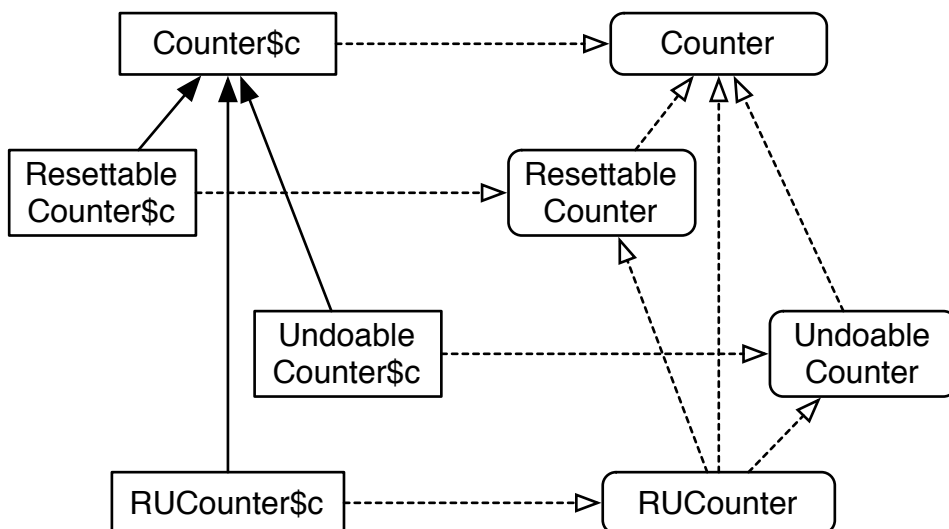 Counter$c
Counter
Resettable
Counter$c
Resettable
Counter
Undoable
Counter$c
Undoable
Counter
RUCounter$c
RUCounter